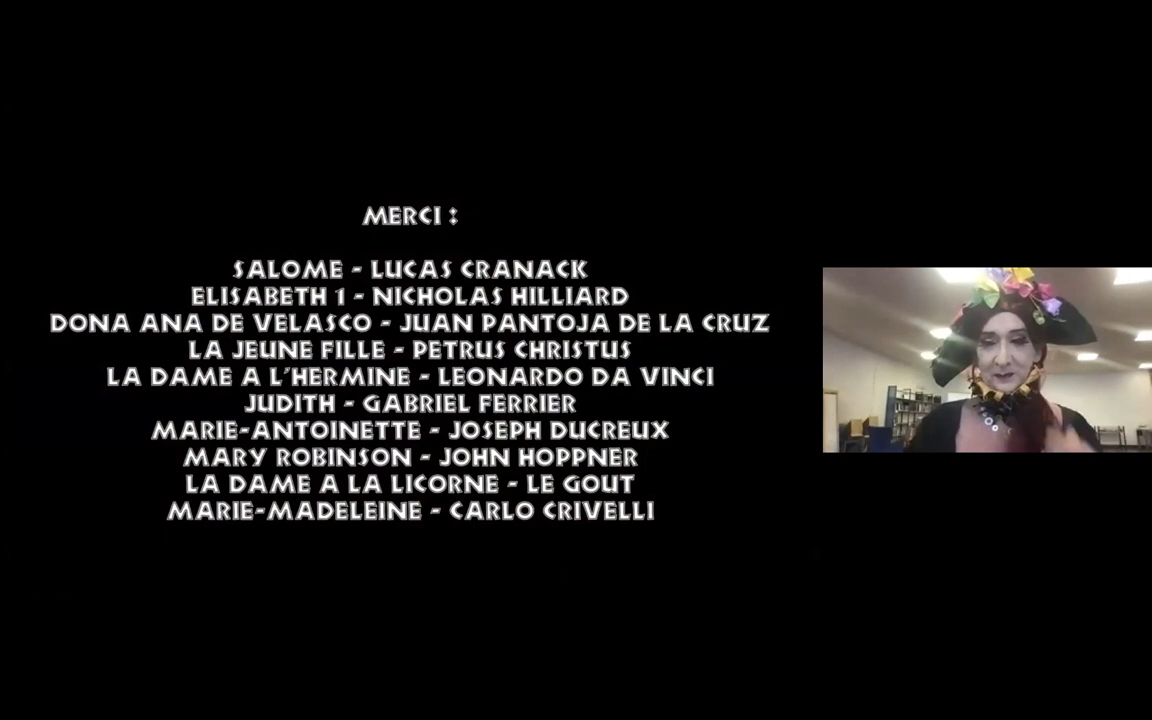 MERCI :
SALOME - LUCAS CRANACK
ELISABETH 1 - NICHOLAS HILLIARD
DONA ANA DE VELASCO - JUAN PANTOJA DE LA CRUZ
LA JEUNE FILLE - PETRUS CHRISTUS
LA DAME A L'HERMINE - LEONARDO DA VINCI
JUDITH - GABRIEL FERRIER
MARIE-ANTOINETTE - JOSEPH DUCREUX
MARY ROBINSON - JOHN HOPPNER
LA DAME A LA LICORNE - LE GOUT
MARIE-MADELEINE - CARLO CRIVELLI